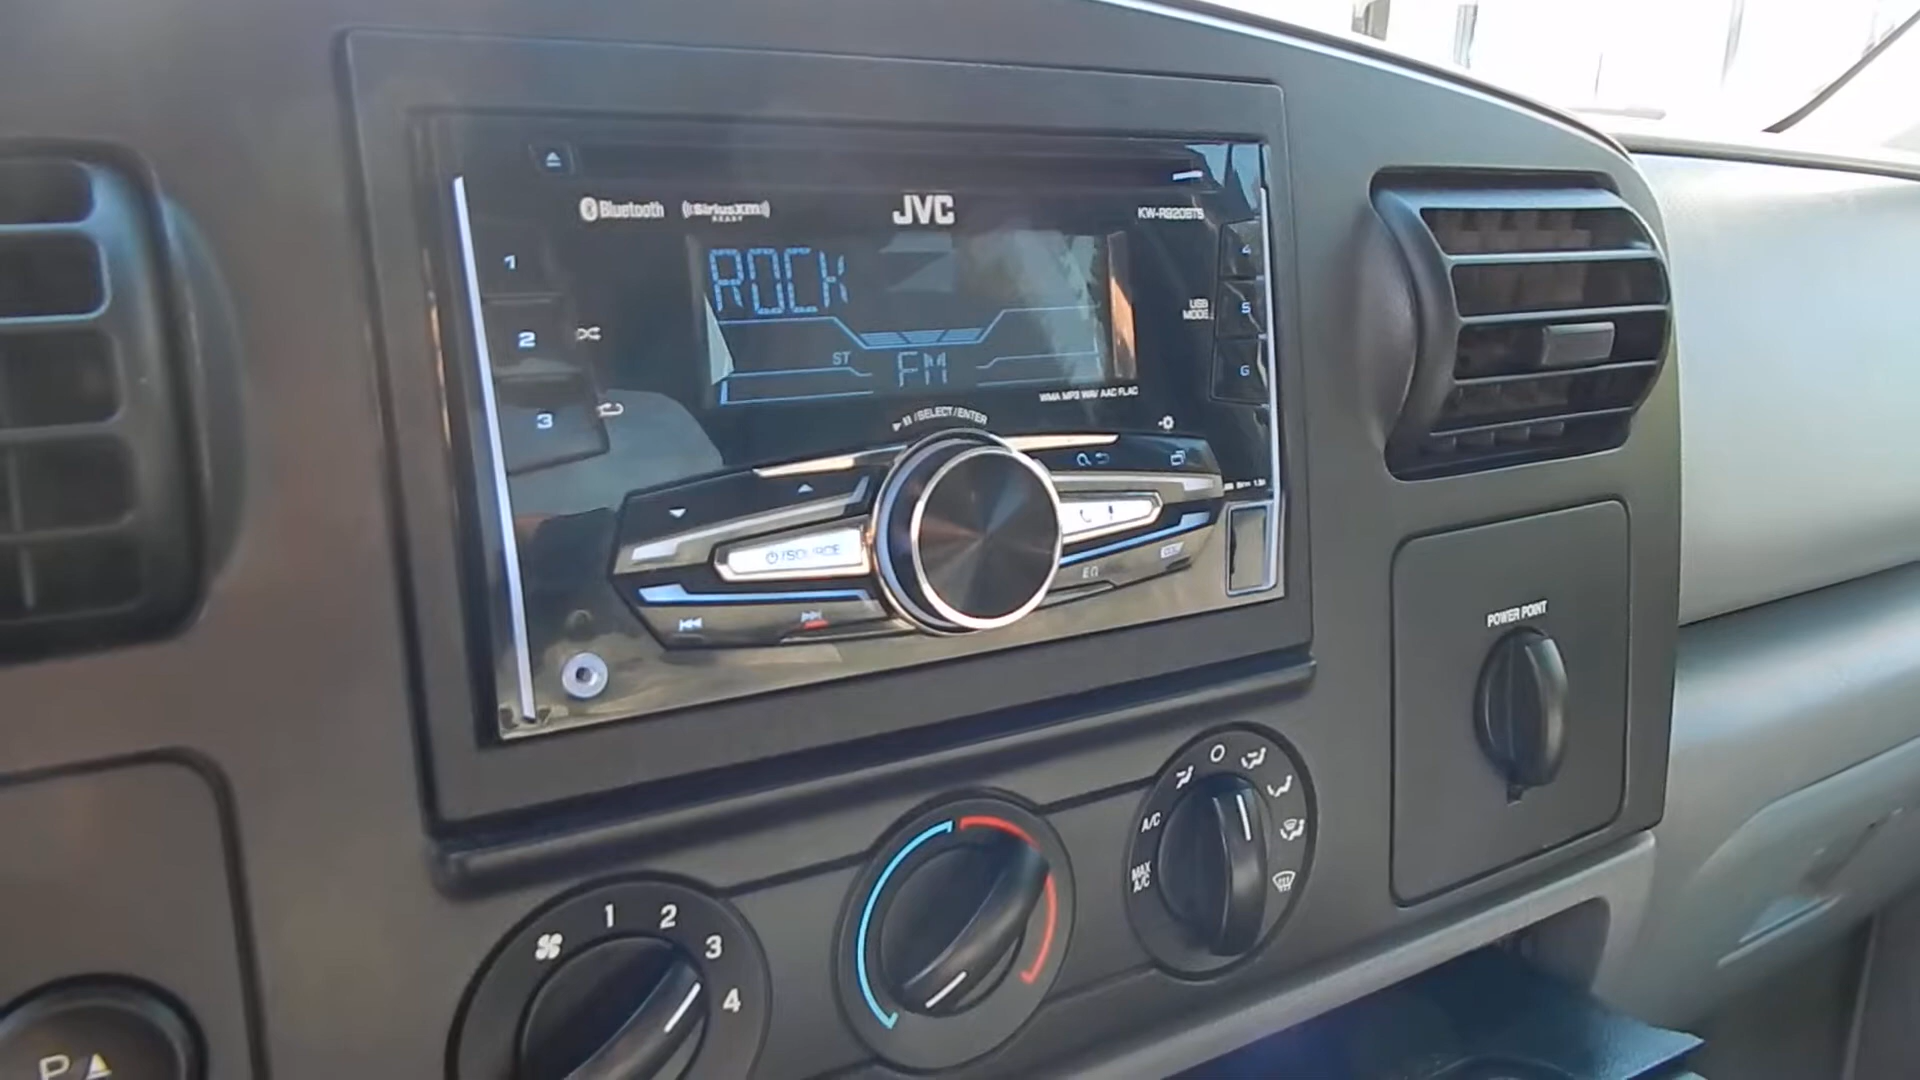 Bluetooth
((SiriusXM))
READY
JVC
KW-R920BTS
1
2
3
4
5
6
ROCK
ST
FM
USB
MODE
WMA MP3 WAV AAC FLAC
/SELECT/ENTER
/SOURCE
EQ
POWER POINT
1
2
3
4
A/C
MAX
A/C
P